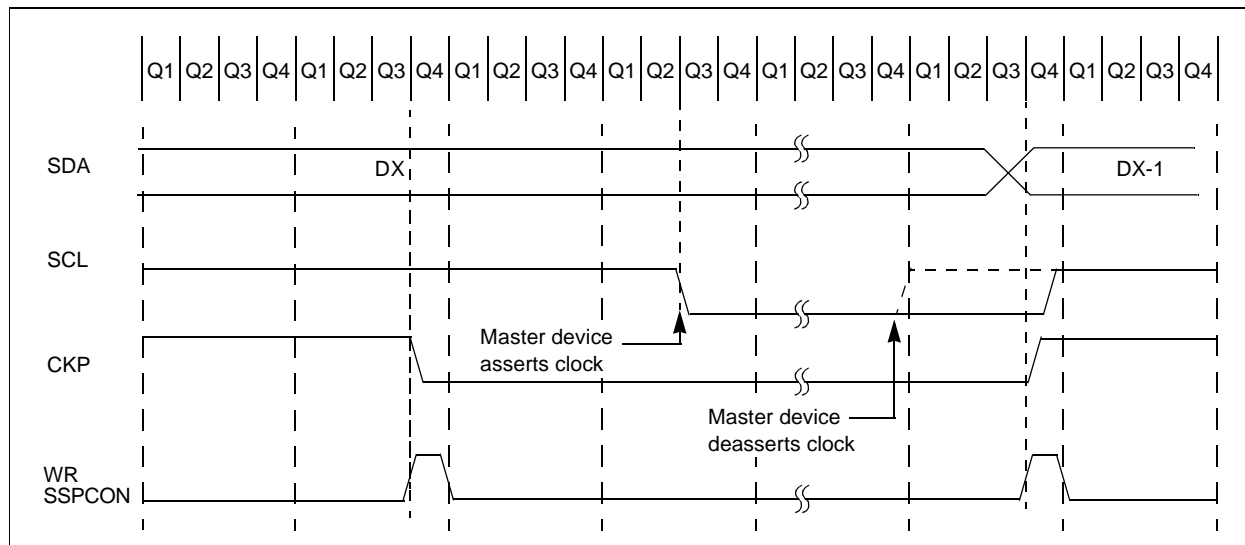 Q1 Q2 Q3 Q4 Q1 Q2 Q3 Q4 Q1 Q2 Q3 Q4 Q1 Q2 Q3 Q4 Q1 Q2 Q3 Q4 Q1 Q2 Q3 Q4 Q1 Q2 Q3 Q4
SDA
DX
DX-1
SCL
Master device
asserts clock
CKP
Master device
deasserts clock
WR
SSPCON